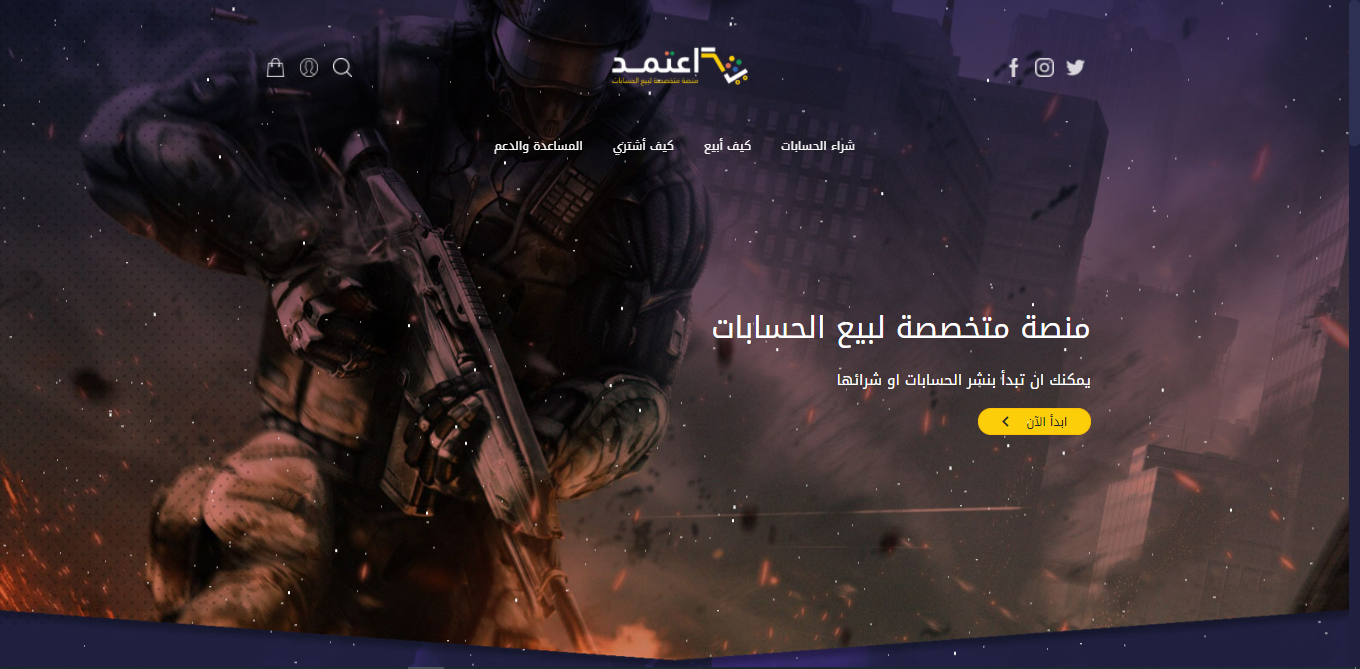 اعتمد
منصة متخصصة لبيع الحسابات
شراء الحسابات
كيف أبيع
كيف أشتري
المساعدة والدعم
منصة متخصصة لبيع الحسابات
يمكنك ان تبدأ بنشر الحسابات او شرائها
ابدأ الآن